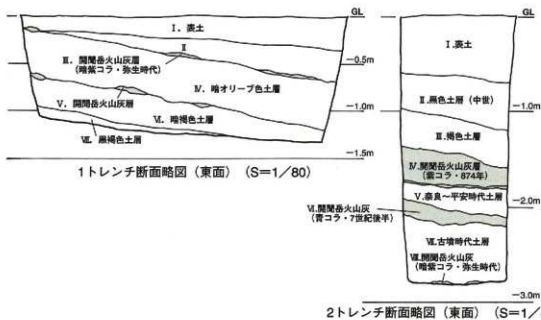 GL
Ⅰ. 表土
Ⅱ
Ⅲ. 開聞岳火山灰層
(暗紫コラ・弥生時代)
-0.5m
Ⅳ. 暗オリーブ色土層
Ⅴ. 開聞岳火山灰層
Ⅵ. 暗褐色土層
-1.0m
Ⅶ. 黒褐色土層
-1.5m
1トレンチ断面略図(東面) (S=1/80)
GL
Ⅰ.表土
Ⅱ.黒色土層(中世)
-1.0m
Ⅲ.褐色土層
Ⅳ.開聞岳火山灰層
(紫コラ・874年)
Ⅴ.奈良〜平安時代土層
-2.0m
Ⅵ.開聞岳火山灰
(青コラ・7世紀後半)
Ⅶ.古墳時代土層
Ⅷ.開聞岳火山灰
(暗紫コラ・弥生時代)
-3.0m
2トレンチ断面略図(東面) (S=1/